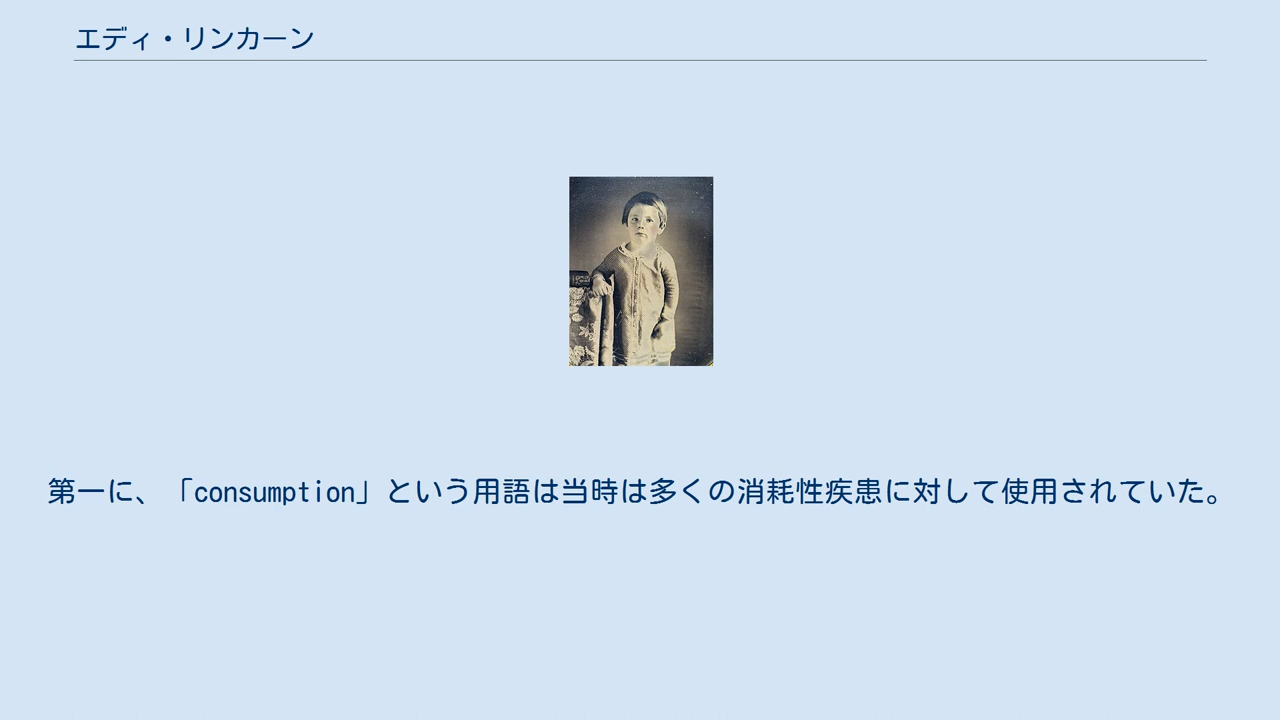 エディ・リンカーン
第一に、「consumption」という用語は当時は多くの消耗性疾患に対して使用されていた。